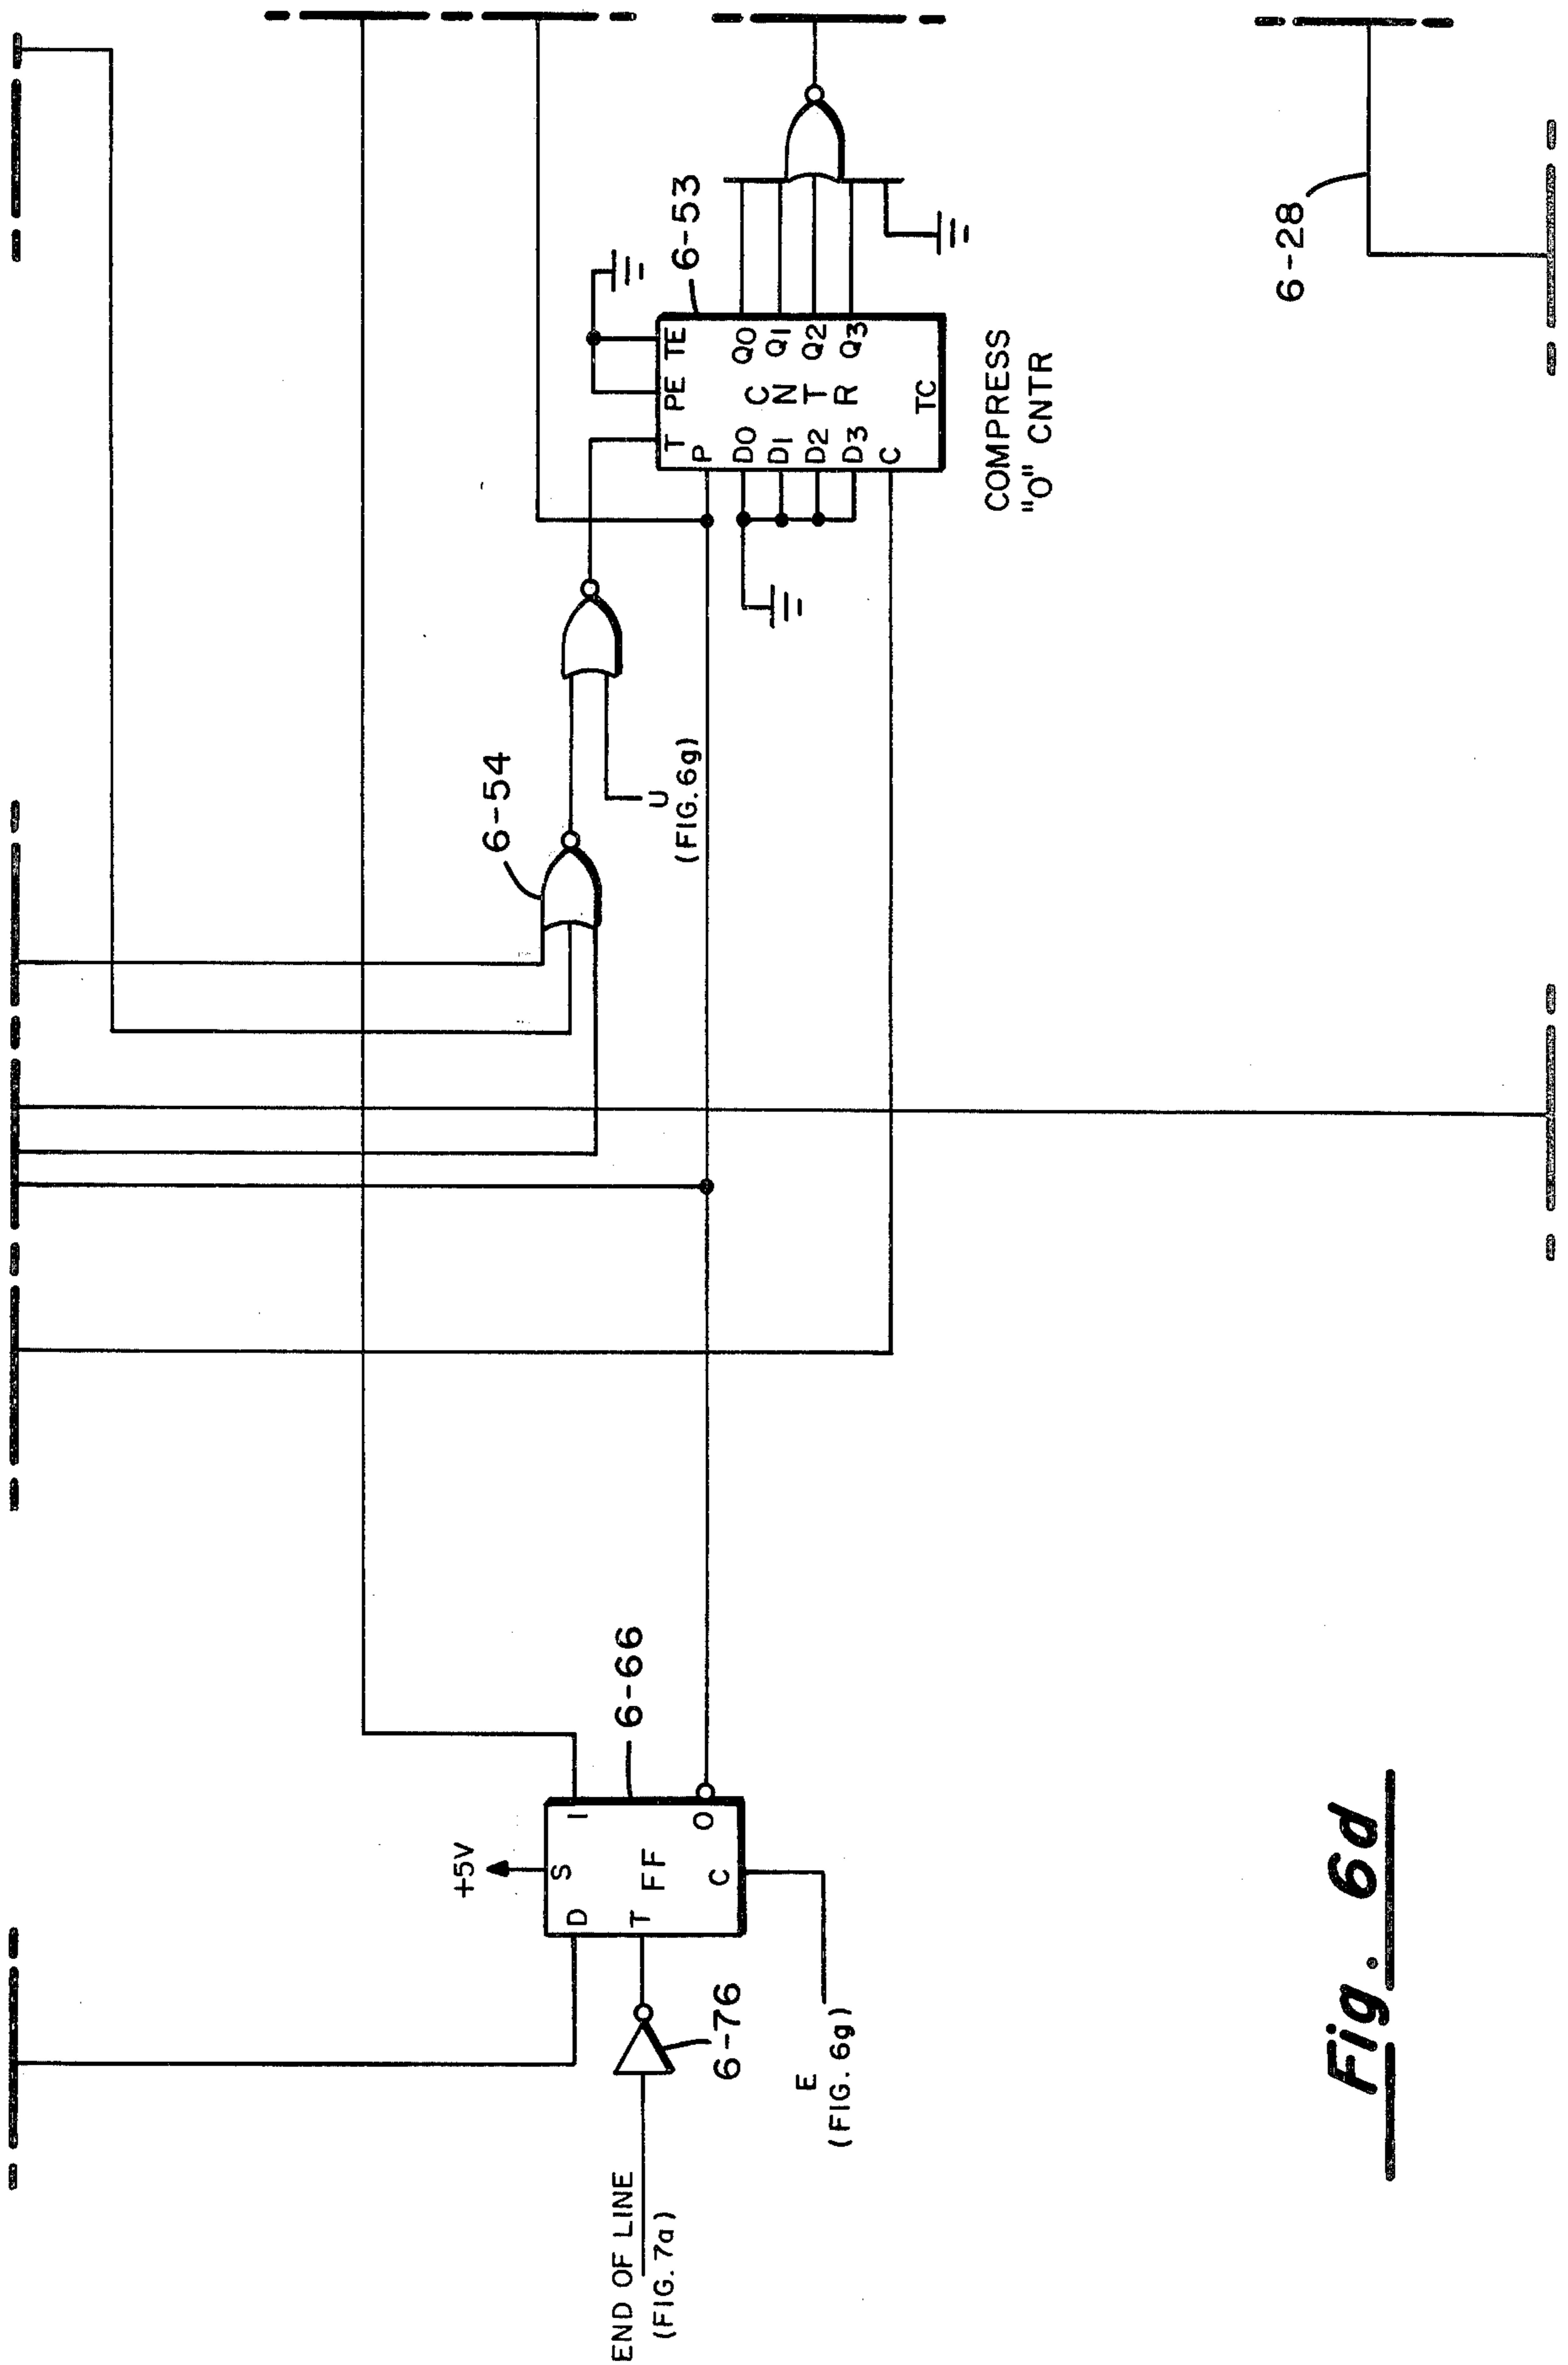 END OF LINE
(FIG. 7a)
6-76
E
(FIG. 6g)
+5V
D
S
I
T
FF
C
O
6-66
6-54
U
(FIG. 6g)
T
PE
TE
P
D0
C
Q0
D1
N
Q1
D2
T
Q2
D3
R
Q3
C
TC
6-53
COMPRESS
"O" CNTR
6-28
Fig. 6d